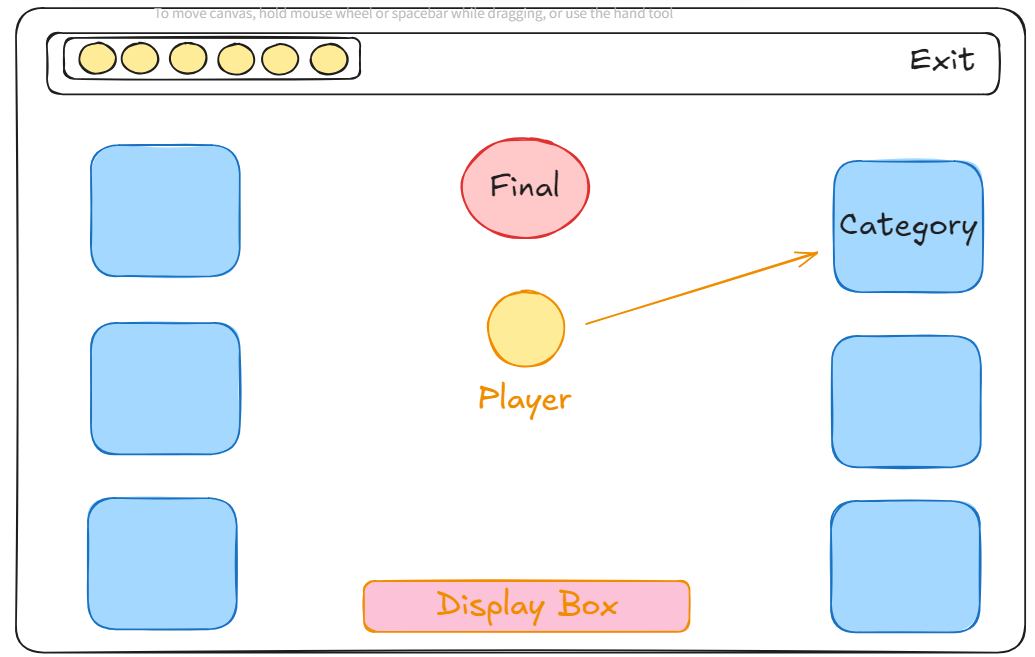 To move canvas, hold mouse wheel or spacebar while dragging, or use the hand tool
Exit
Final
Category
Player
Display Box